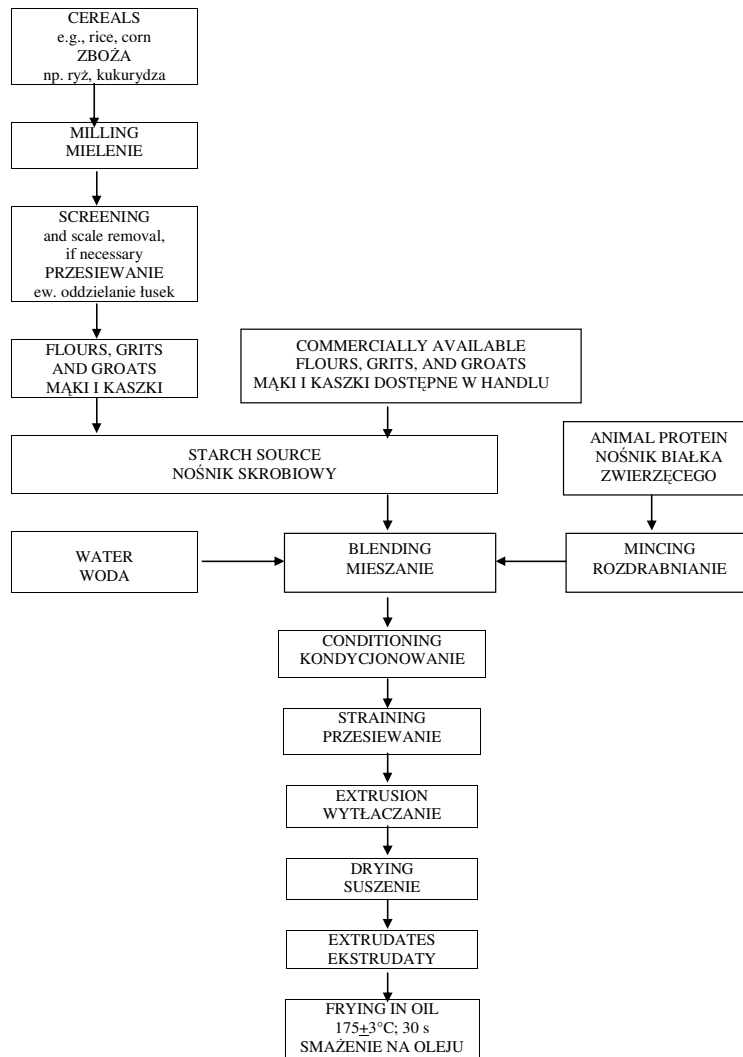 CEREALS
e.g., rice, corn
ZBOŻA
np. ryż, kukurydza
MILLING
MIELENIE
SCREENING
and scale removal,
if necessary
PRZESIEWANIE
ew. oddzielanie łusek
FLOURS, GRITS
AND GROATS
MĄKI I KASZKI
COMMERCIALLY AVAILABLE
FLOURS, GRITS, AND GROATS
MĄKI I KASZKI DOSTĘPNE W HANDLU
STARCH SOURCE
NOŚNIK SKROBIOWY
ANIMAL PROTEIN
NOŚNIK BIAŁKA
ZWIERZĘCEGO
WATER
WODA
BLENDING
MIESZANIE
MINCING
ROZDRABNIANIE
CONDITIONING
KONDYCJONOWANIE
STRAINING
PRZESIEWANIE
EXTRUSION
WYTŁACZANIE
DRYING
SUSZENIE
EXTRUDATES
EKSTRUDATY
FRYING IN OIL
175±3°C; 30 s
SMAŻENIE NA OLEJU